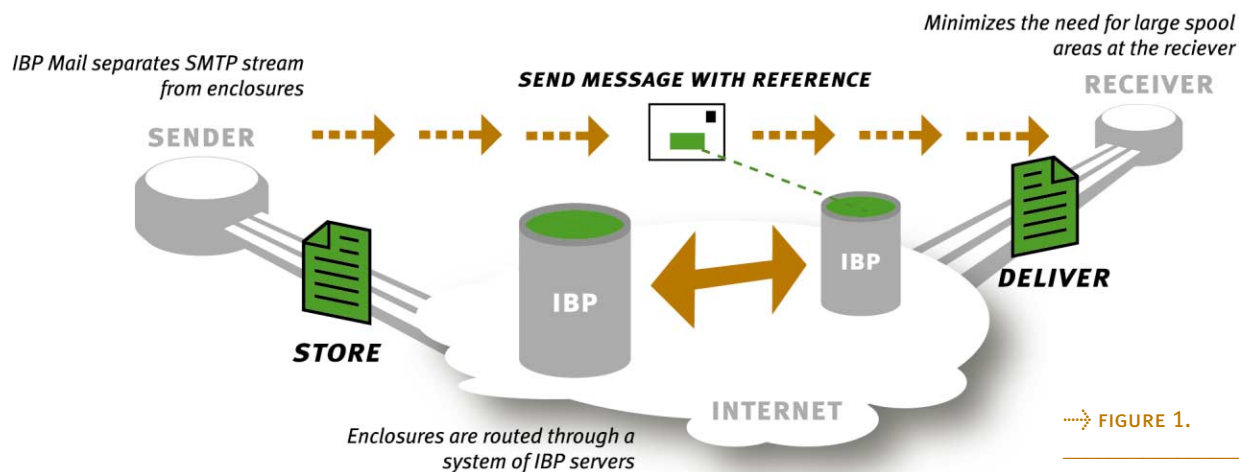 IBP Mail separates SMTP stream
from enclosures
SENDER
SEND MESSAGE WITH REFERENCE
Minimizes the need for large spool
areas at the reciever
RECEIVER
STORE
IBP
IBP
DELIVER
INTERNET
Enclosures are routed through a
system of IBP servers
FIGURE 1.